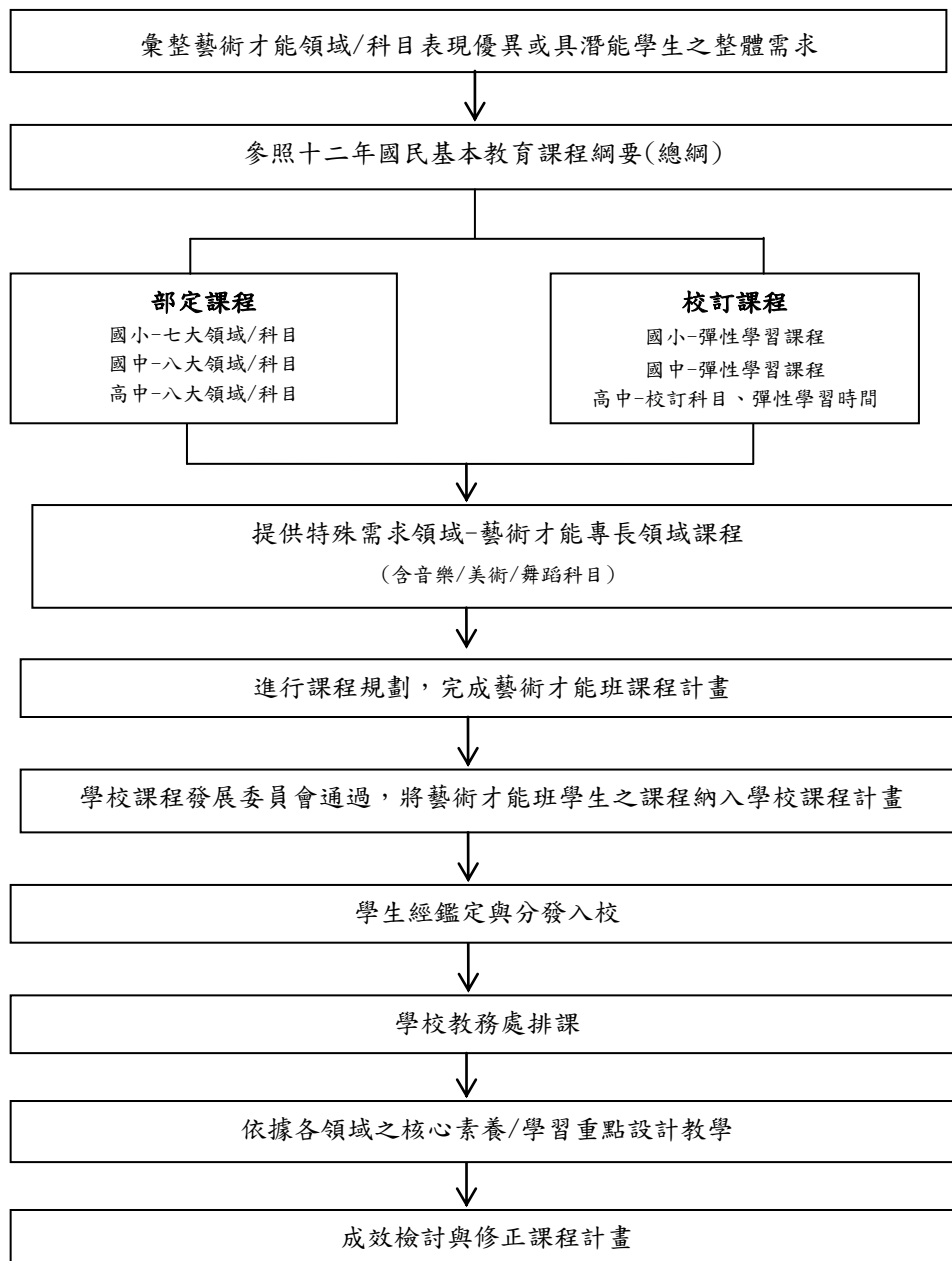 彙整藝術才能領域/科目表現優異或具潛能學生之整體需求
參照十二年國民基本教育課程綱要(總綱)
部定課程
國小-七大領域/科目
國中-八大領域/科目
高中-八大領域/科目
校訂課程
國小-彈性學習課程
國中-彈性學習課程
高中-校訂科目、彈性學習時間
提供特殊需求領域-藝術才能專長領域課程
(含音樂/美術/舞蹈科目)
進行課程規劃，完成藝術才能班課程計畫
學校課程發展委員會通過，將藝術才能班學生之課程納入學校課程計畫
學生經鑑定與分發入校
學校教務處排課
依據各領域之核心素養/學習重點設計教學
成效檢討與修正課程計畫